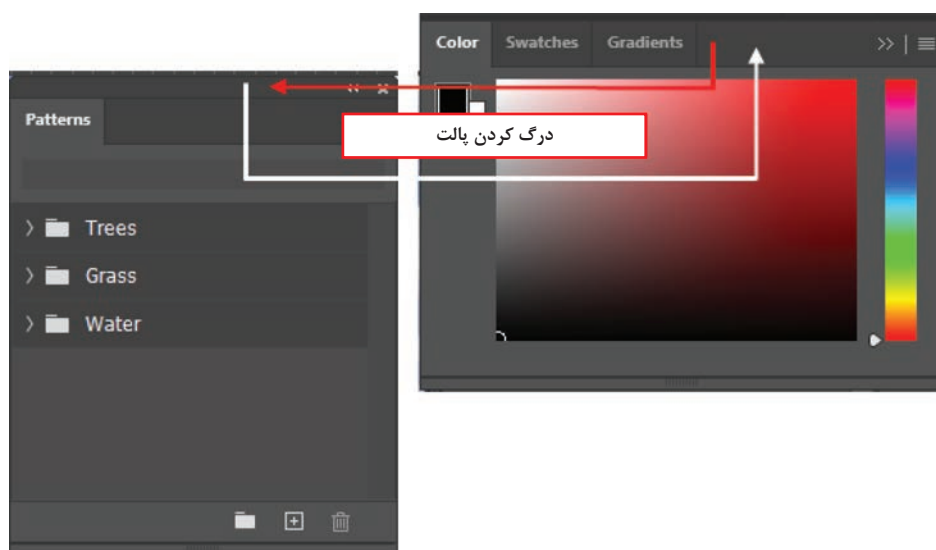 Color Swatches Gradients
Patterns
درگ کردن پالت
Trees
Grass
Water